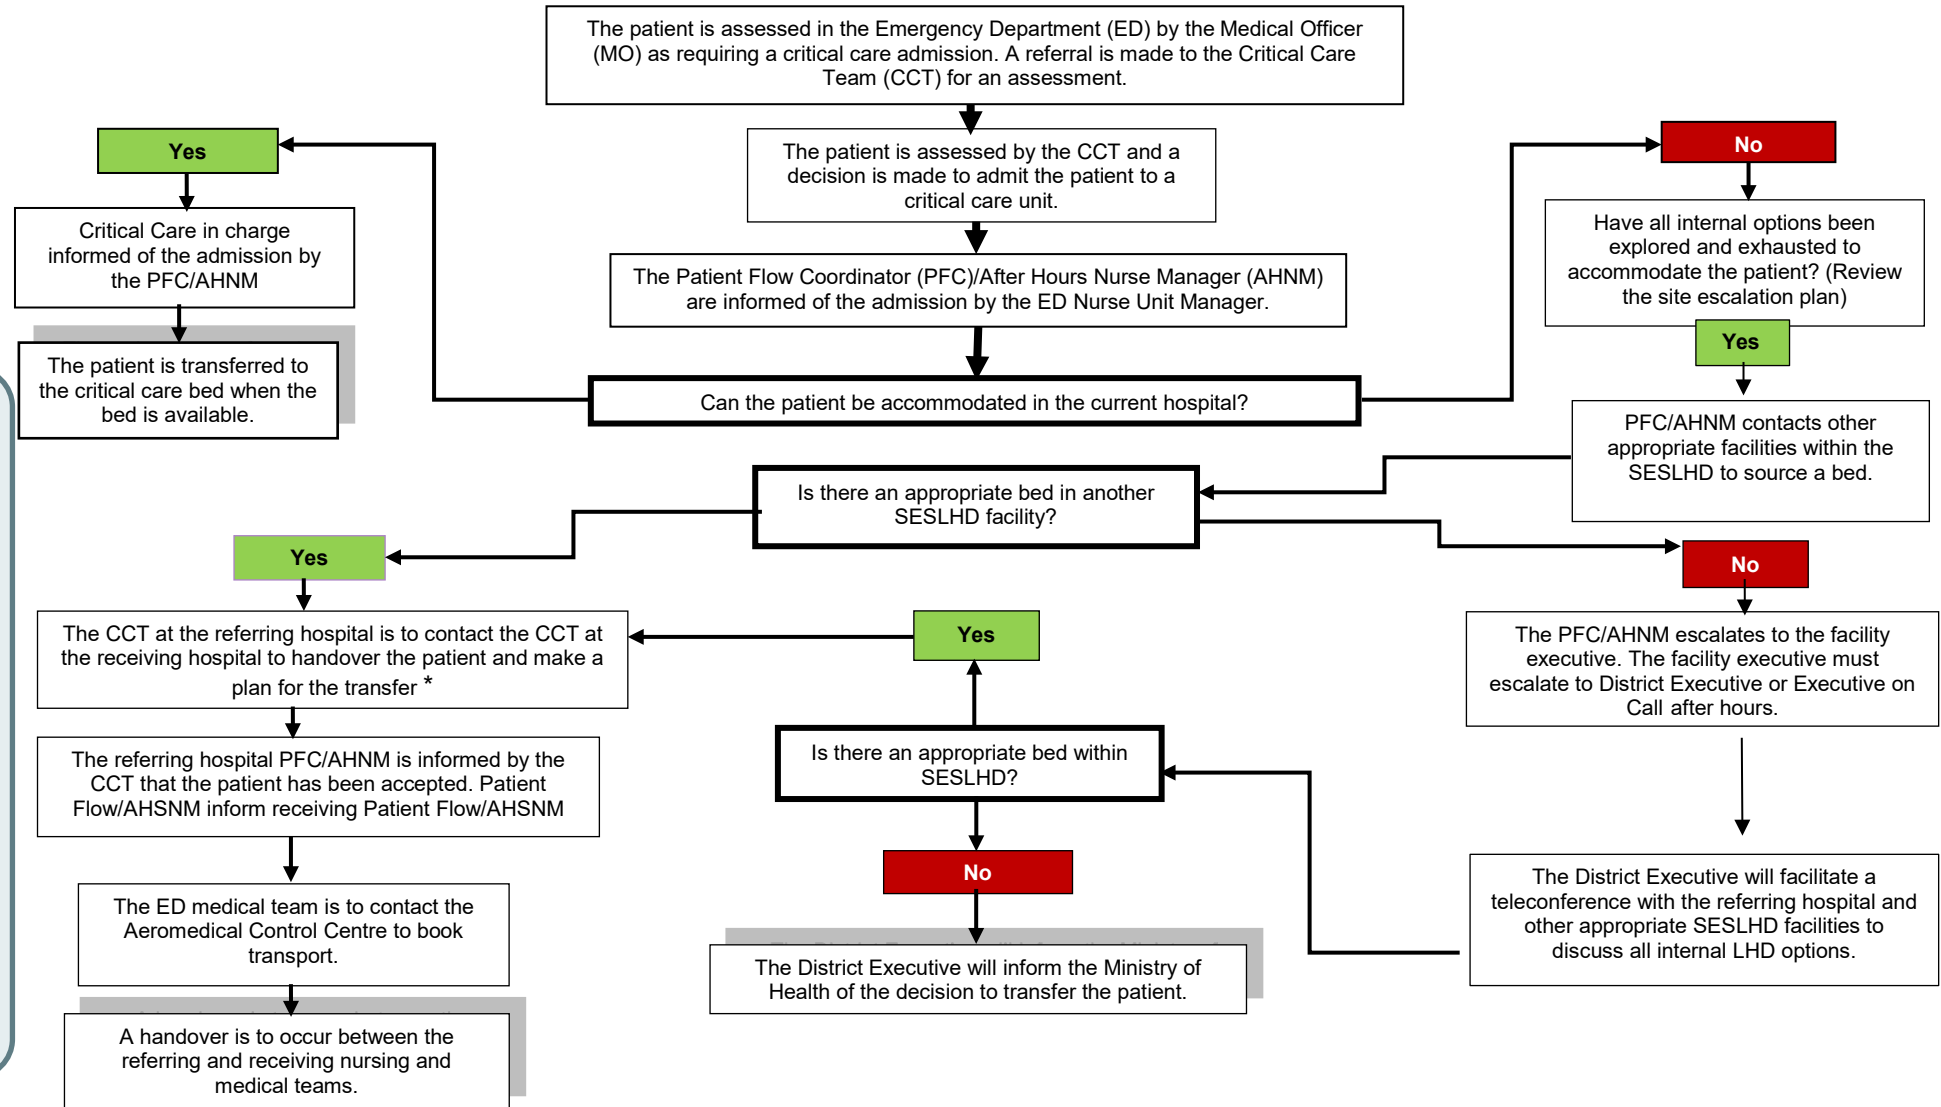 The patient is assessed in the Emergency Department (ED) by the Medical Officer
(MO) as requiring a critical care admission. A referral is made to the Critical Care
Team (CCT) for an assessment.
The patient is assessed by the CCT and a
decision is made to admit the patient to a
critical care unit.
The Patient Flow Coordinator (PFC)/After Hours Nurse Manager (AHNM)
are informed of the admission by the ED Nurse Unit Manager.
Can the patient be accommodated in the current hospital?
Yes
Critical Care in charge
informed of the admission by
the PFC/AHNM
The patient is transferred to
the critical care bed when the
bed is available.
No
Have all internal options been
explored and exhausted to
accommodate the patient? (Review
the site escalation plan)
Yes
PFC/AHNM contacts other
appropriate facilities within the
SESLHD to source a bed.
Is there an appropriate bed in another
SESLHD facility?
Yes
The CCT at the referring hospital is to contact the CCT at
the receiving hospital to handover the patient and make a
plan for the transfer *
The referring hospital PFC/AHNM is informed by the
CCT that the patient has been accepted. Patient
Flow/AHSNM inform receiving Patient Flow/AHSNM
The ED medical team is to contact the
Aeromedical Control Centre to book
transport.
A handover is to occur between the
referring and receiving nursing and
medical teams.
No
The PFC/AHNM escalates to the facility
executive. The facility executive must
escalate to District Executive or Executive on
Call after hours.
The District Executive will facilitate a
teleconference with the referring hospital and
other appropriate SESLHD facilities to
discuss all internal LHD options.
Is there an appropriate bed within
SESLHD?
Yes
No
The District Executive will inform the Ministry of
Health of the decision to transfer the patient.